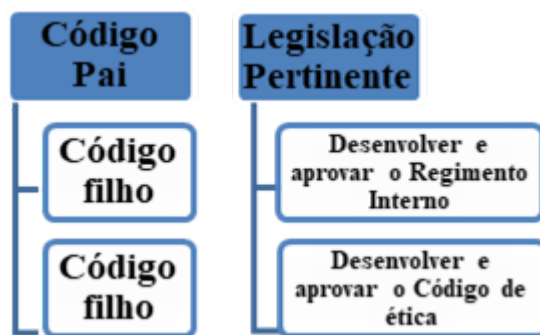 Código
Pai
Código
filho
Código
filho
Legislação
Pertinente
Desenvolver e
aprovar o Regimento
Interno
Desenvolver e
aprovar o Código de
ética